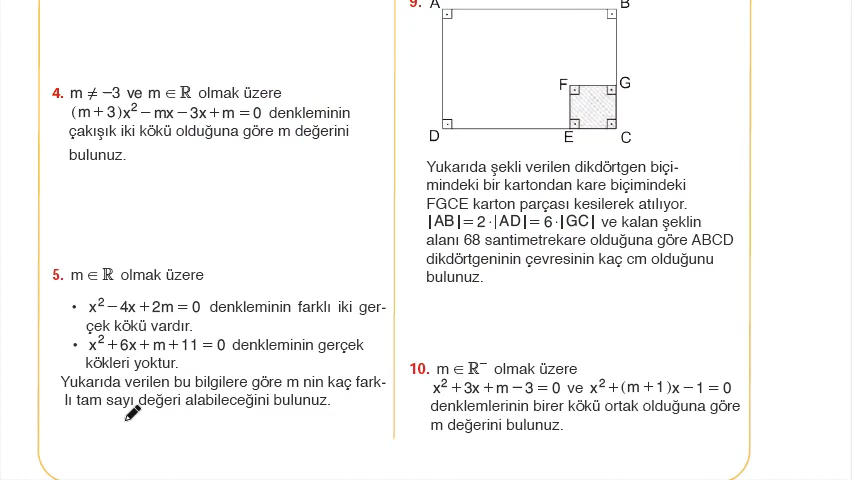 4. m ≠ −3 ve m ∈ ℝ olmak üzere
(m + 3)x² − mx − 3x + m = 0 denkleminin
çakışık iki kökü olduğuna göre m değerini
bulunuz.
5. m ∈ ℝ olmak üzere
• x² − 4x + 2m = 0 denkleminin farklı iki ger-
çek kökü vardır.
• x² + 6x + m + 11 = 0 denkleminin gerçek
kökleri yoktur.
Yukarıda verilen bu bilgilere göre m nin kaç fark-
lı tam sayı değeri alabileceğini bulunuz.
9. A B
F G
D E C
Yukarıda şekli verilen dikdörtgen biçi-
mindeki bir kartondan kare biçimindeki
FGCE karton parçası kesilerek atılıyor.
|AB| = 2 · |AD| = 6 · |GC| ve kalan şeklin
alanı 68 santimetrekare olduğuna göre ABCD
dikdörtgeninin çevresinin kaç cm olduğunu
bulunuz.
10. m ∈ ℝ⁻ olmak üzere
x² + 3x + m − 3 = 0 ve x² + (m + 1)x − 1 = 0
denklemlerinin birer kökü ortak olduğuna göre
m değerini bulunuz.